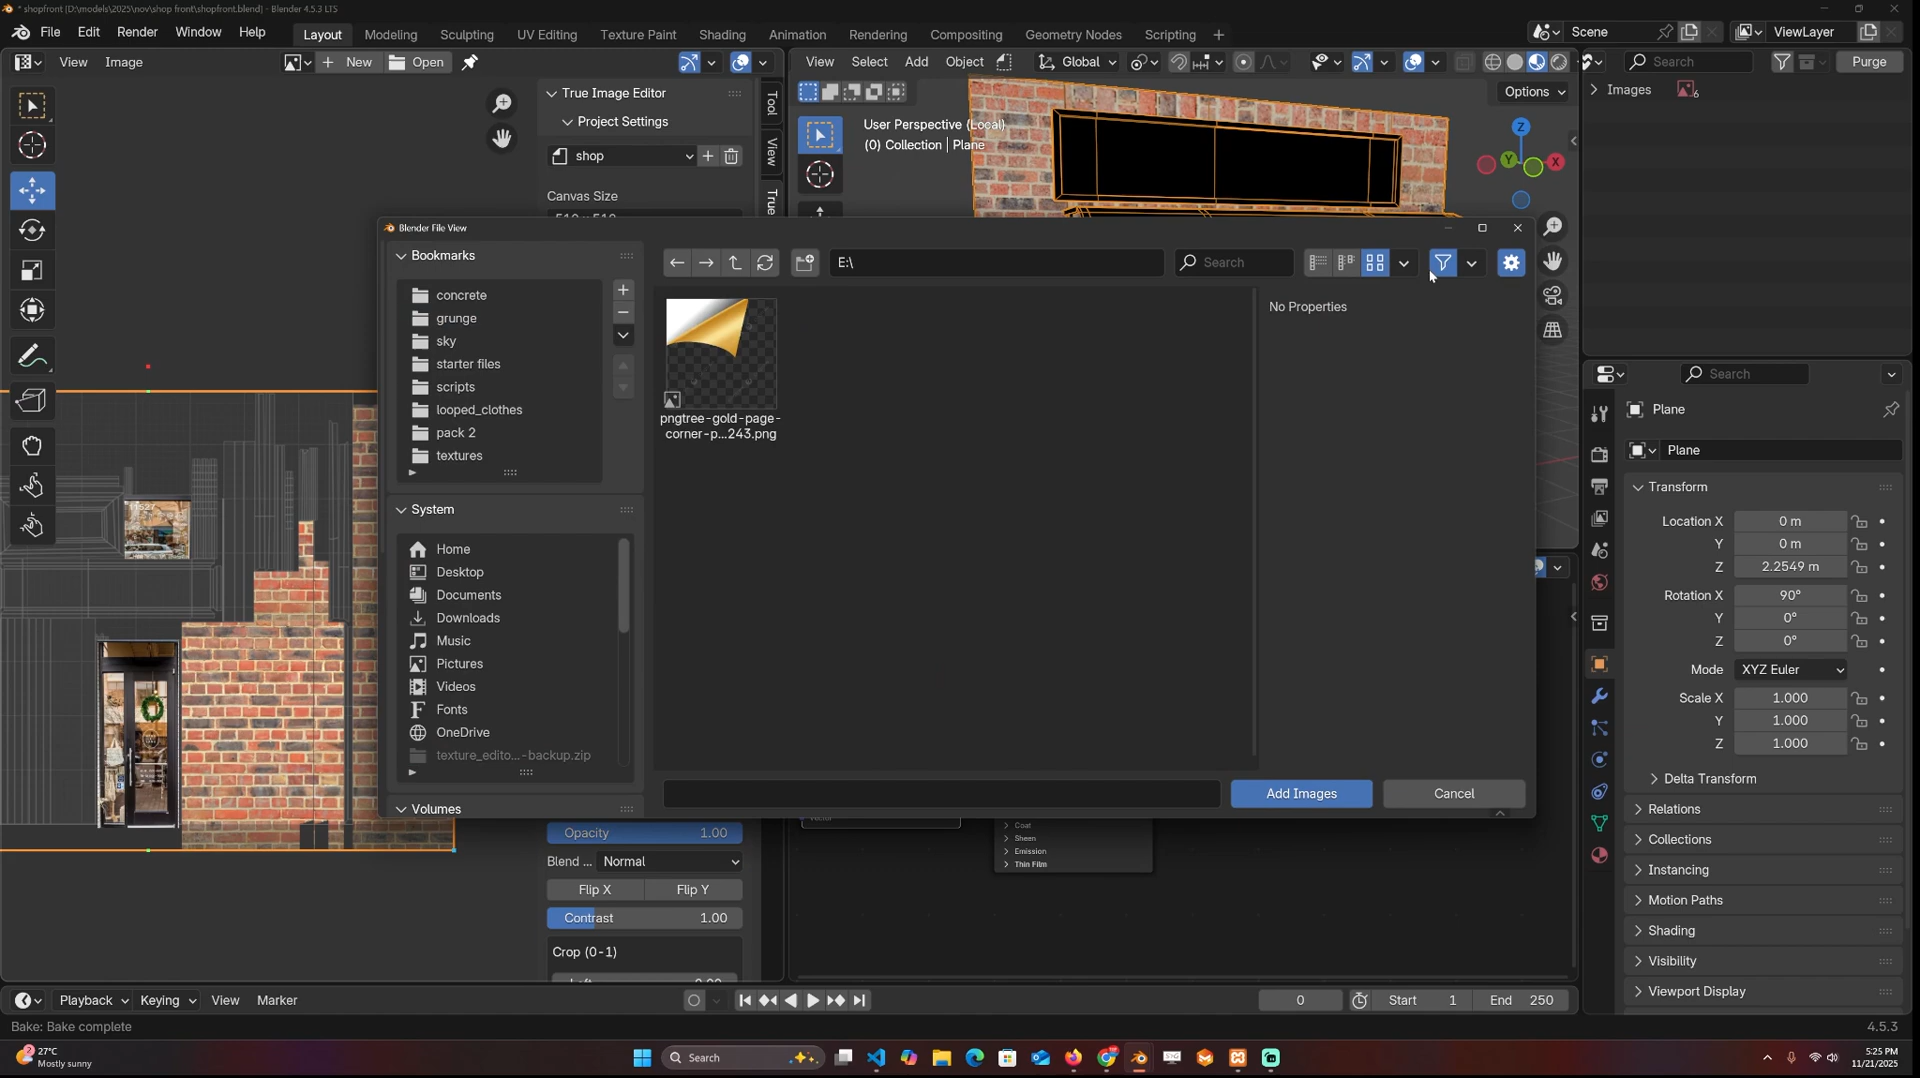 * shopfront [D:\models\2025\nov\shop front\shopfront.blend] - Blender 4.5.3 LTS
File Edit Render Window Help
Layout Modeling Sculpting UV Editing Texture Paint Shading Animation Rendering Compositing Geometry Nodes Scripting +
Scene
ViewLayer
View Image
New Open
View Select Add Object
Global
Search
Purge
Options
Images 6
True Image Editor
Project Settings
shop
Canvas Size
Tool
View
True
User Perspective (Local)
(0) Collection | Plane
Z
Y
X
Blender File View
Bookmarks
concrete
grunge
sky
starter files
scripts
looped_clothes
pack 2
textures
System
Home
Desktop
Documents
Downloads
Music
Pictures
Videos
Fonts
OneDrive
texture_edito...-backup.zip
Volumes
E:\
Search
pngtree-gold-page-
corner-p...243.png
No Properties
Add Images
Cancel
Opacity 1.00
Blend ... Normal
Flip X Flip Y
Contrast 1.00
Crop (0-1)
Coat
Sheen
Emission
Thin Film
Search
Plane
Plane
Transform
Location X 0 m
Y 0 m
Z 2.2549 m
Rotation X 90°
Y 0°
Z 0°
Mode XYZ Euler
Scale X 1.000
Y 1.000
Z 1.000
Delta Transform
Relations
Collections
Instancing
Motion Paths
Shading
Visibility
Viewport Display
Playback Keying View Marker
0
Start 1
End 250
Bake: Bake complete
4.5.3
27°C
Mostly sunny
Search
5:25 PM
11/21/2025